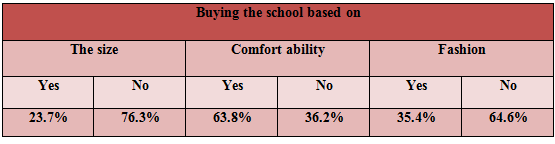 Buying the school based on
The size Comfort ability Fashion
Yes No Yes No Yes No
23.7% 76.3% 63.8% 36.2% 35.4% 64.6%